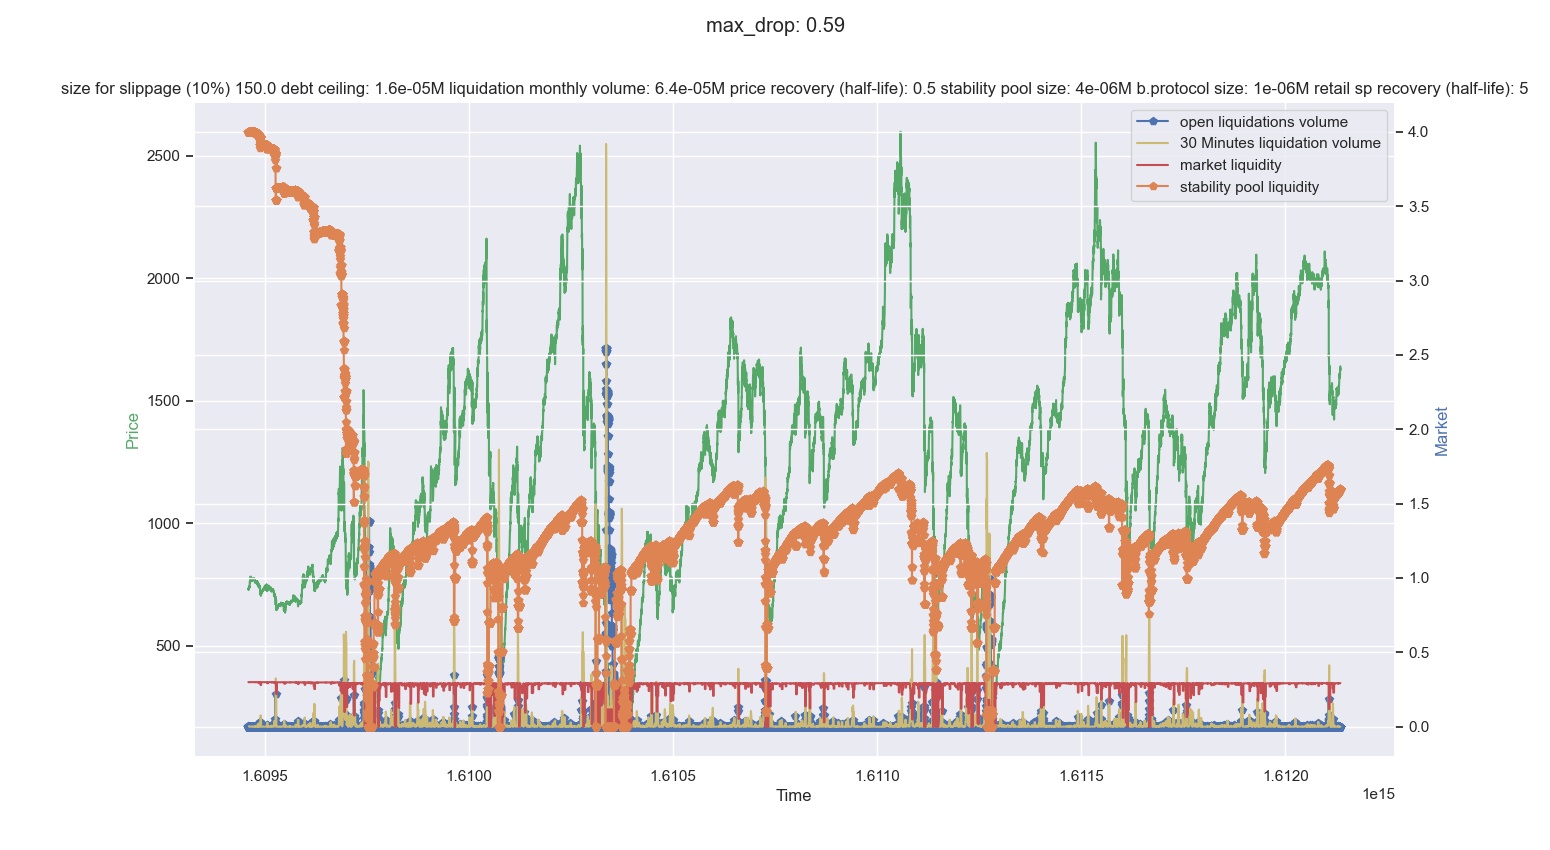 max_drop: 0.59
size for slippage (10%) 150.0 debt ceiling: 1.6e-05M liquidation monthly volume: 6.4e-05M price recovery (half-life): 0.5 stability pool size: 4e-06M b.protocol size: 1e-06M retail sp recovery (half-life): 5
open liquidations volume
30 Minutes liquidation volume
market liquidity
stability pool liquidity
2500
2000
1500
1000
500
Price
4.0
3.5
3.0
2.5
2.0
1.5
1.0
0.5
0.0
Market
1.6095
1.6100
1.6105
1.6110
1.6115
1.6120
Time
1e15